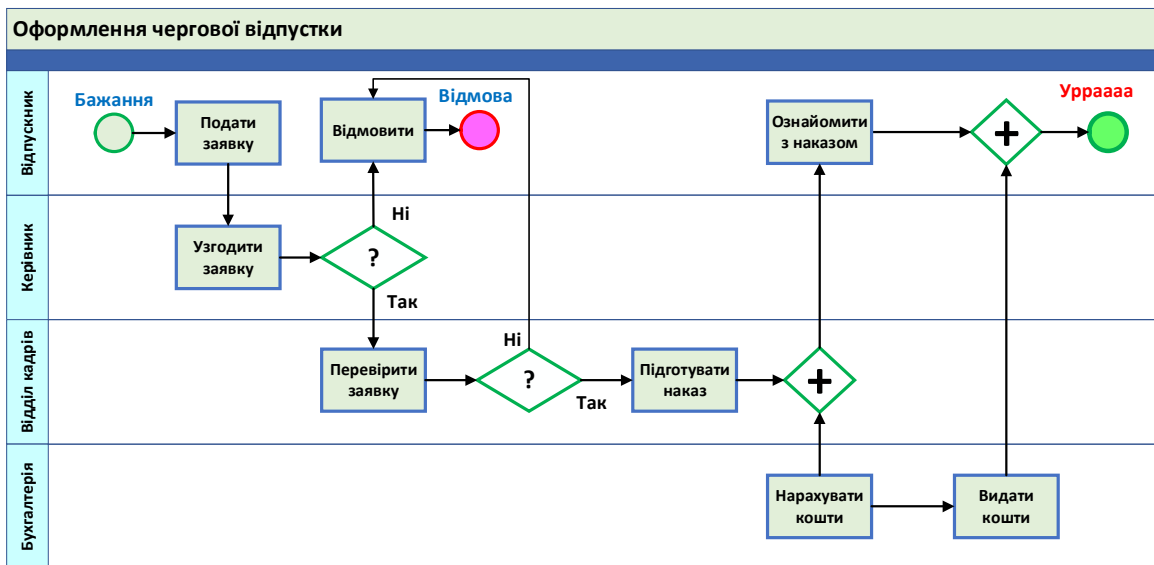 Оформлення чергової відпустки
Відпускник
Бажання
Подати
заявку
Відмовити
Відмова
Ознайомити
з наказом
+
Уррaaaa
Керівник
Узгодити
заявку
?
Ні
Так
Відділ кадрів
Перевірити
заявку
?
Ні
Так
Підготувати
наказ
+
Бухгалтерія
Нарахувати
кошти
Видати
кошти